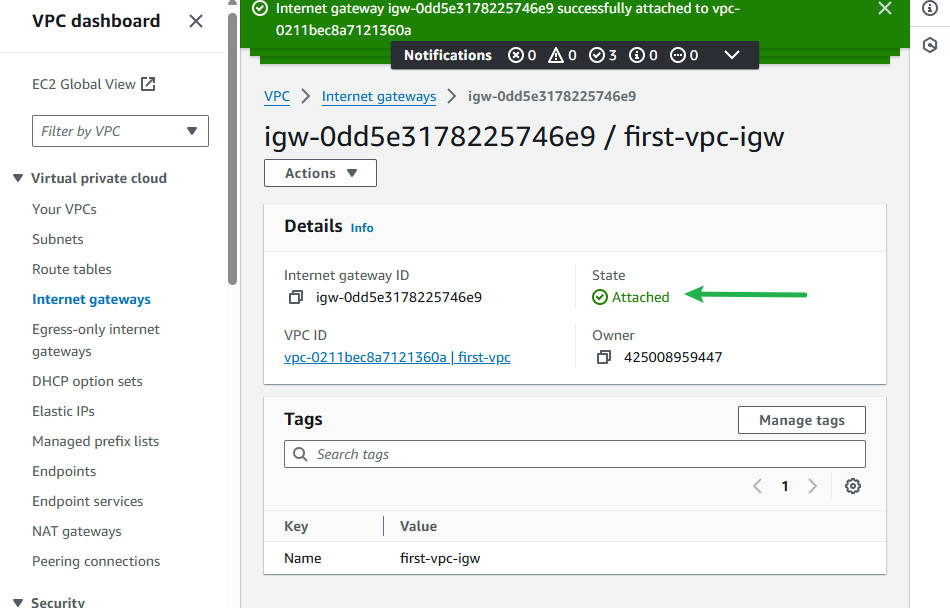 VPC dashboard
EC2 Global View
Filter by VPC
Virtual private cloud
Your VPCs
Subnets
Route tables
Internet gateways
Egress-only internet
gateways
DHCP option sets
Elastic IPs
Managed prefix lists
Endpoints
Endpoint services
NAT gateways
Peering connections
Security
Internet gateway igw-0dd5e3178225746e9 successfully attached to vpc-
0211bec8a7121360a
Notifications 0 0 3 0 0
VPC > Internet gateways > igw-0dd5e3178225746e9
igw-0dd5e3178225746e9 / first-vpc-igw
Actions
Details Info
Internet gateway ID
igw-0dd5e3178225746e9
State
Attached
VPC ID
vpc-0211bec8a7121360a | first-vpc
Owner
425008959447
Tags
Manage tags
Search tags
1
Key Value
Name first-vpc-igw